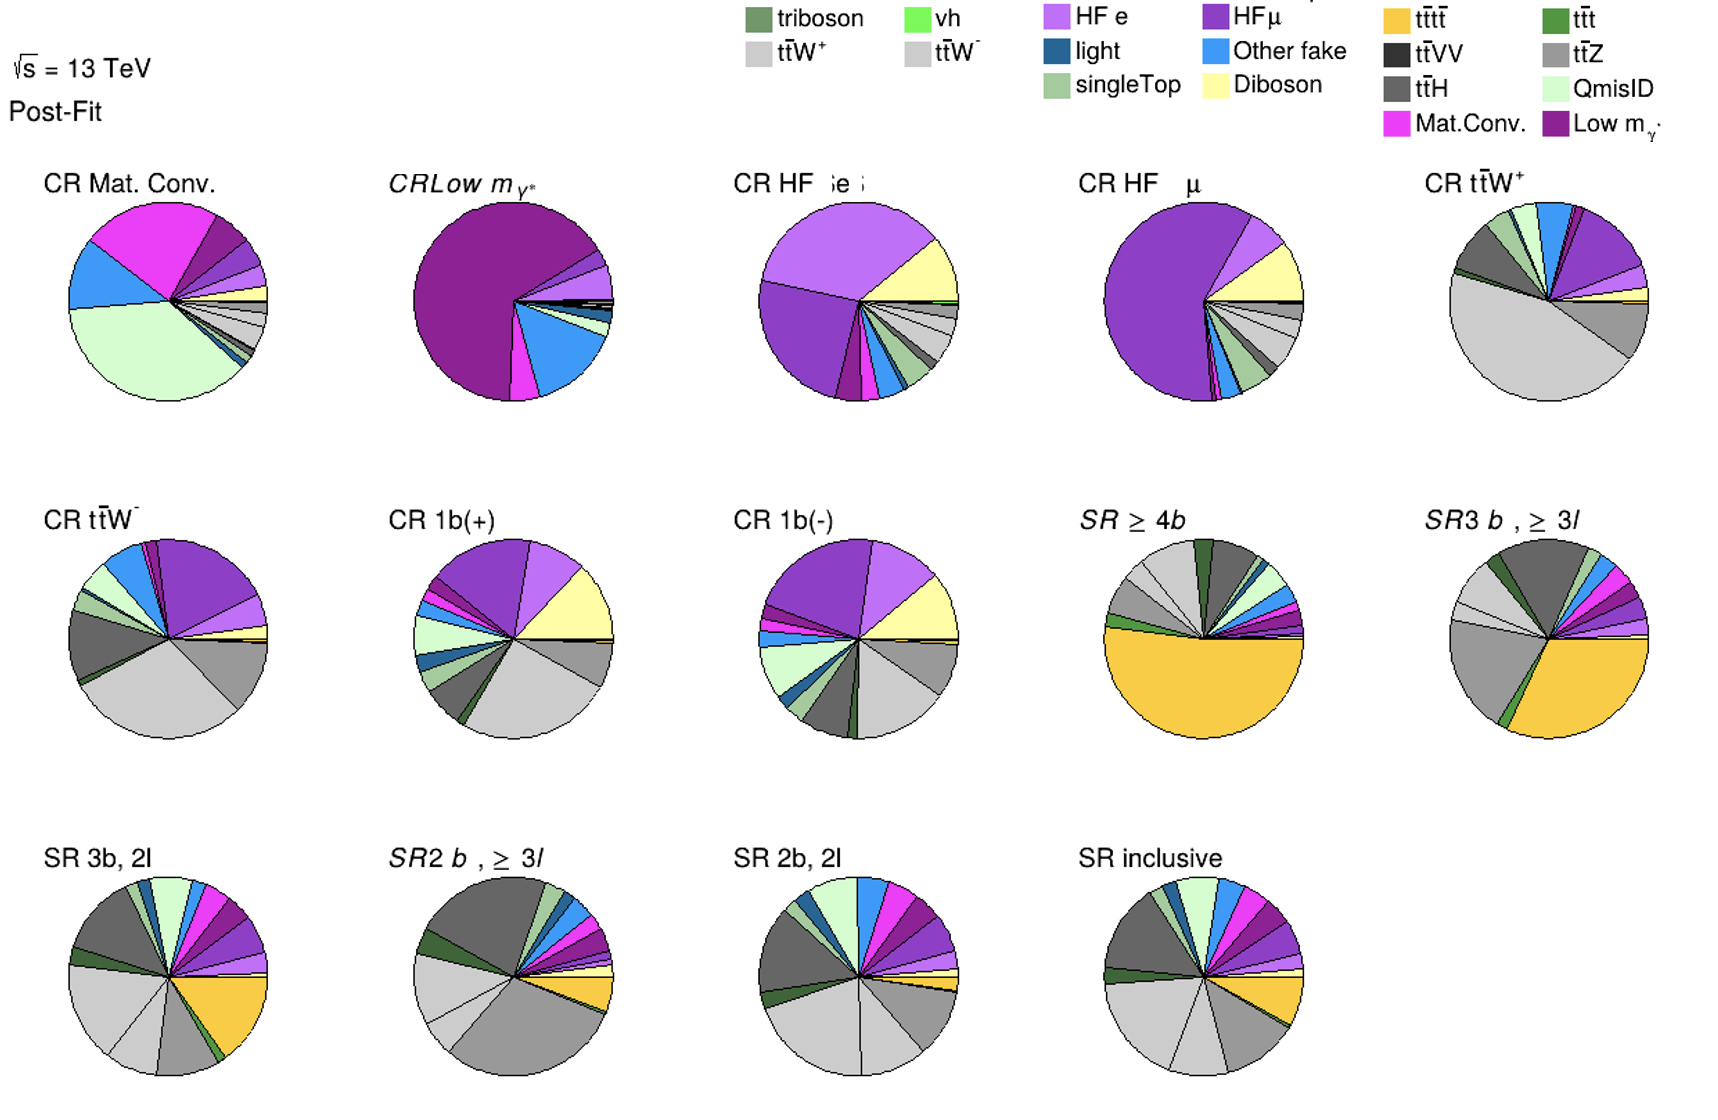 triboson vh
tt̄W⁺ tt̄W⁻
HF e HFμ
light Other fake
singleTop Diboson
tt̄tt̄ tt̄t
tt̄VV tt̄Z
tt̄H QmisID
Mat.Conv. Low m_γ*
√s = 13 TeV
Post-Fit
CR Mat. Conv.
CRLow m_γ*
CR HF e
CR HF μ
CR tt̄W⁺
CR tt̄W⁻
CR 1b(+)
CR 1b(-)
SR ≥ 4b
SR3 b , ≥ 3l
SR 3b, 2l
SR2 b , ≥ 3l
SR 2b, 2l
SR inclusive